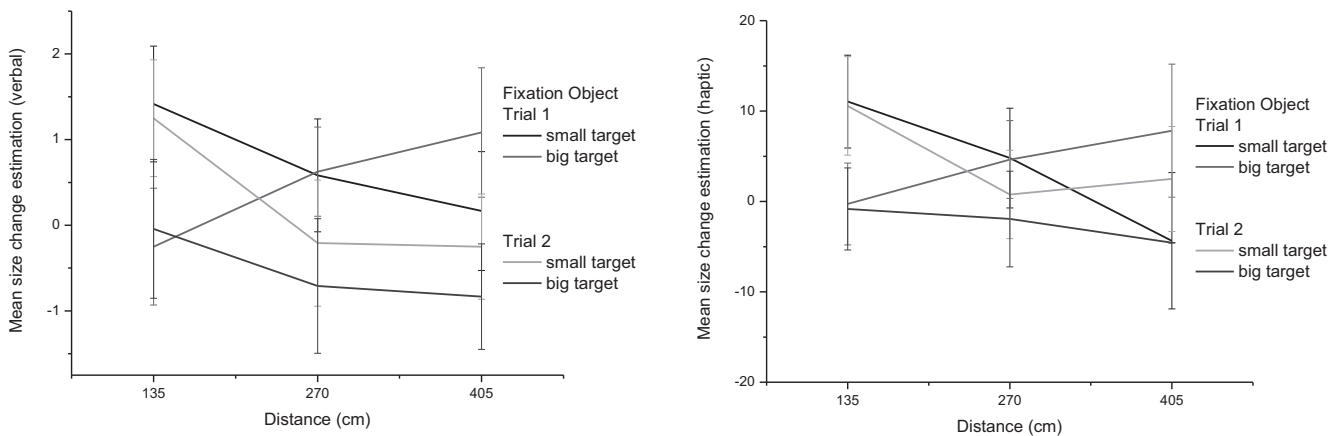 Mean size change estimation (verbal)
2
1
0
-1
135
270
405
Distance (cm)
Fixation Object
Trial 1
small target
big target
Trial 2
small target
big target
Mean size change estimation (haptic)
20
10
0
-10
-20
135
270
405
Distance (cm)
Fixation Object
Trial 1
small target
big target
Trial 2
small target
big target